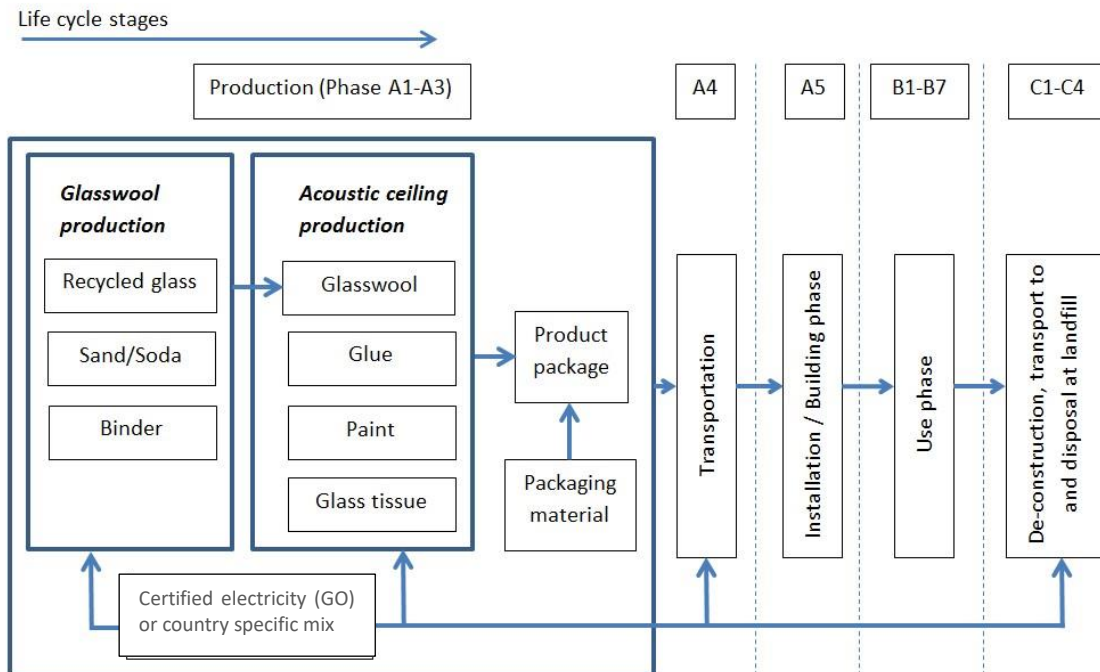 Life cycle stages
Production (Phase A1-A3)
A4
A5
B1-B7
C1-C4
Glasswool
production
Recycled glass
Sand/Soda
Binder
Acoustic ceiling
production
Glasswool
Glue
Paint
Glass tissue
Product
package
Packaging
material
Transportation
Installation / Building phase
Use phase
De-construction, transport to
and disposal at landfill
Certified electricity (GO)
or country specific mix